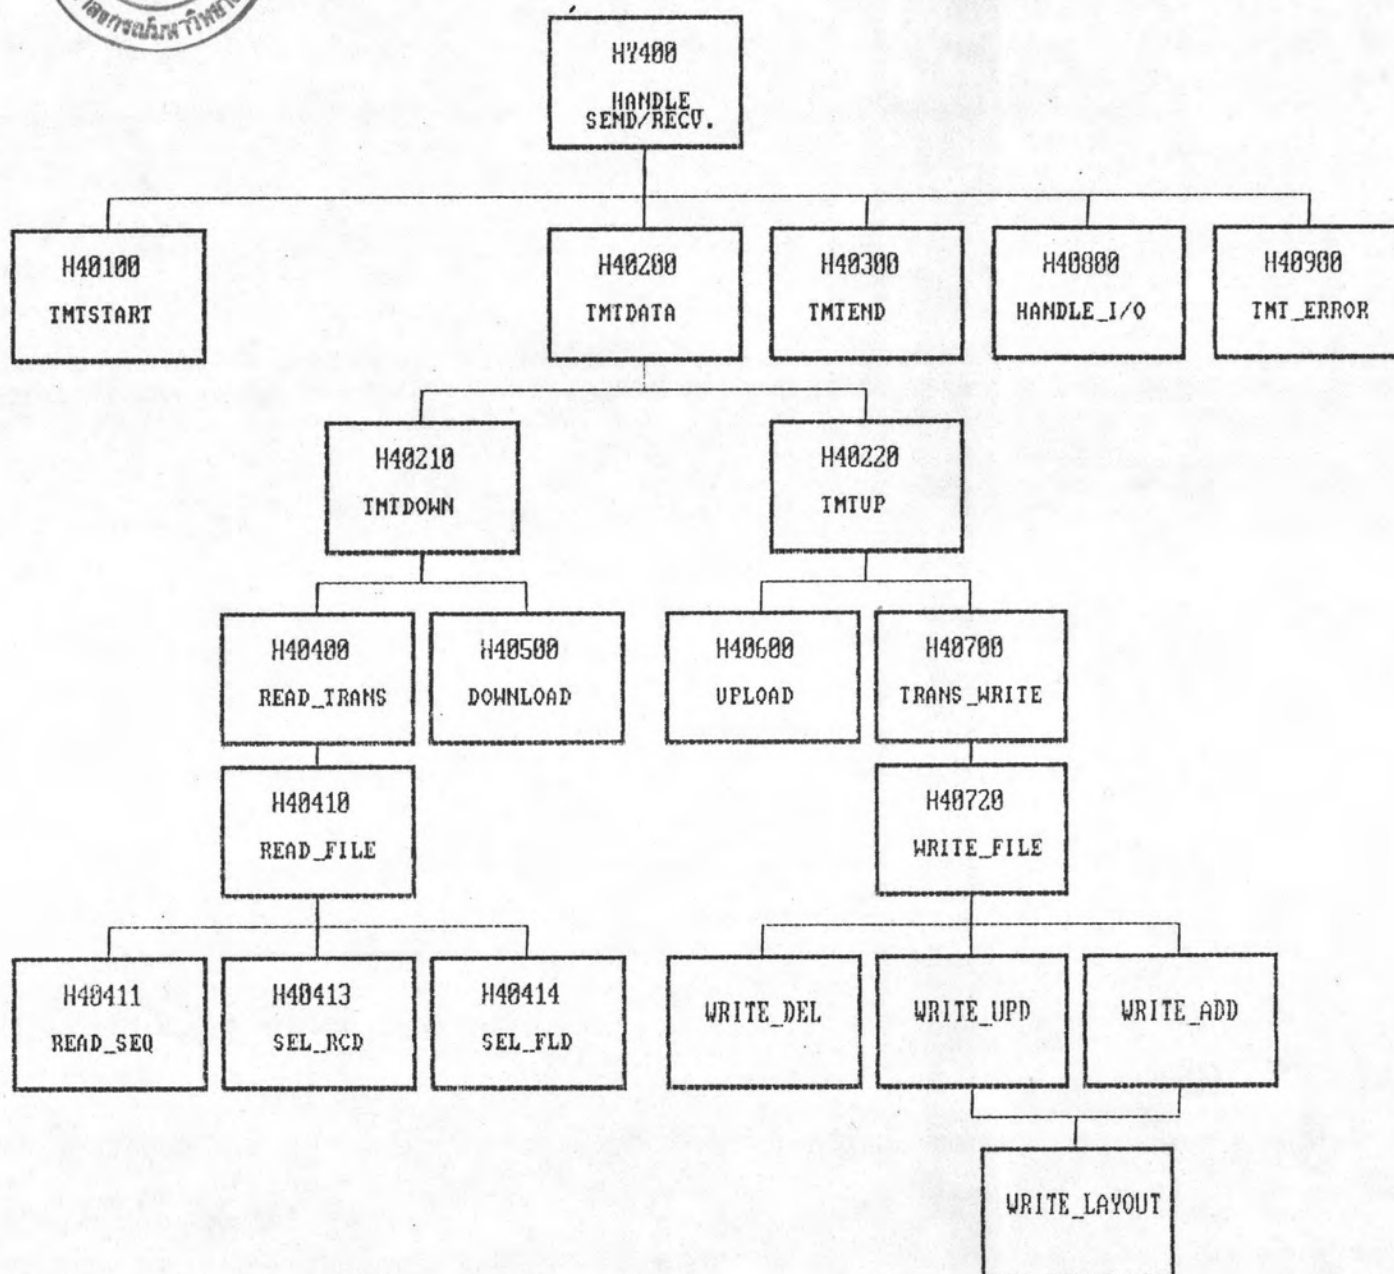 HY400
HANDLE
SEND/RECV.
H40100
TMTSTART
H40200
TMTDATA
H40300
TMTEND
H40800
HANDLE_I/O
H40900
TMT_ERROR
H40210
TMTDOWN
H40220
TMTUP
H40400
READ_TRANS
H40500
DOWNLOAD
H40600
UPLOAD
H40700
TRANS_WRITE
H40410
READ_FILE
H40720
WRITE_FILE
H40411
READ_SEQ
H40413
SEL_RCD
H40414
SEL_FLD
WRITE_DEL
WRITE_UPD
WRITE_ADD
WRITE_LAYOUT